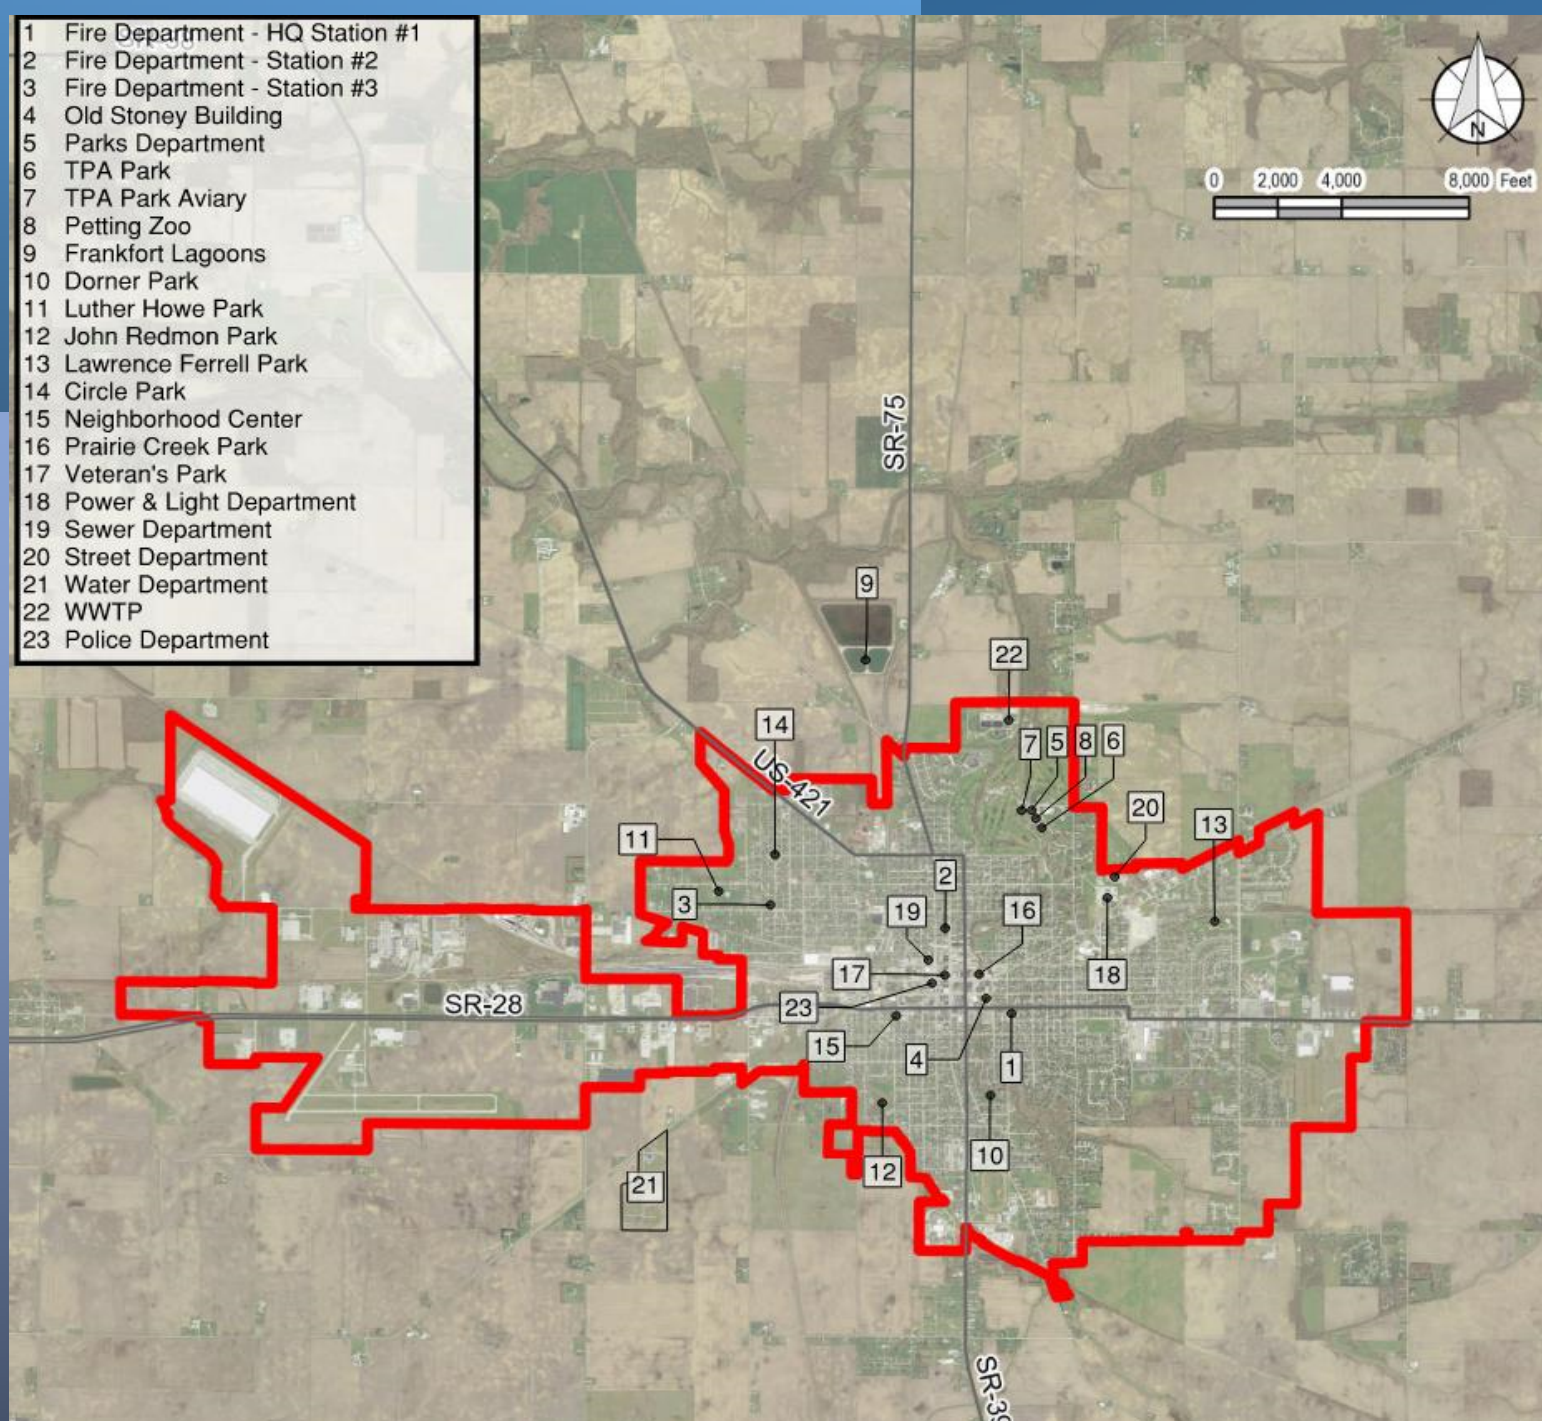 1 Fire Department - HQ Station #1
2 Fire Department - Station #2
3 Fire Department - Station #3
4 Old Stoney Building
5 Parks Department
6 TPA Park
7 TPA Park Aviary
8 Petting Zoo
9 Frankfort Lagoons
10 Dorner Park
11 Luther Howe Park
12 John Redmon Park
13 Lawrence Ferrell Park
14 Circle Park
15 Neighborhood Center
16 Prairie Creek Park
17 Veteran's Park
18 Power & Light Department
19 Sewer Department
20 Street Department
21 Water Department
22 WWTP
23 Police Department
N
0 2,000 4,000 8,000 Feet
SR-75
9
22
14
7 5 8 6
US-421
20
13
11
2
3
19
16
17
18
SR-28
23
15
4
1
10
12
21
SR-39